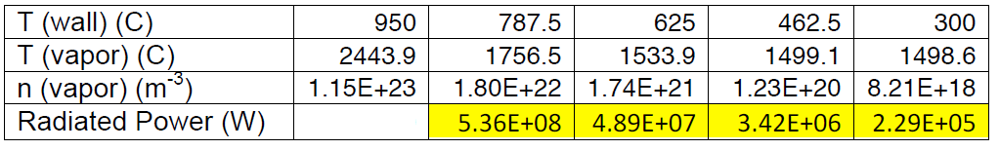 T (wall) (C) 950 787.5 625 462.5 300
T (vapor) (C) 2443.9 1756.5 1533.9 1499.1 1498.6
n (vapor) (m⁻³) 1.15E+23 1.80E+22 1.74E+21 1.23E+20 8.21E+18
Radiated Power (W) 5.36E+08 4.89E+07 3.42E+06 2.29E+05